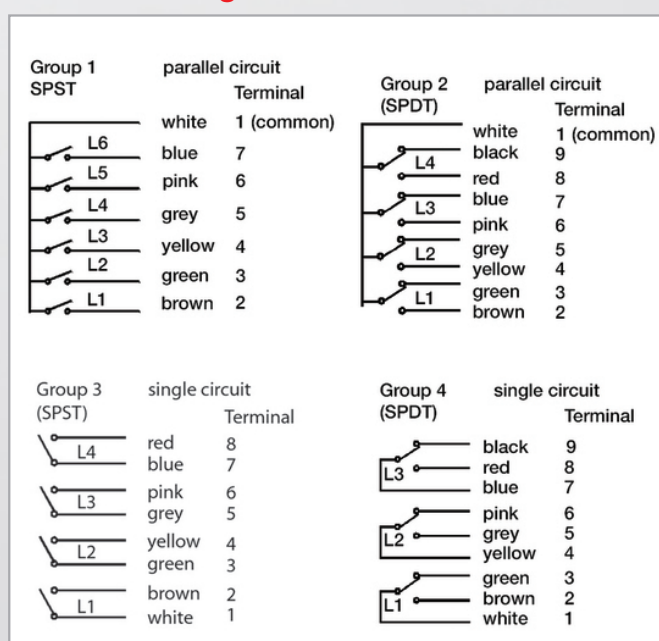 Group 1 parallel circuit
SPST Terminal
white 1 (common)
L6 blue 7
L5 pink 6
L4 grey 5
L3 yellow 4
L2 green 3
L1 brown 2
Group 2 parallel circuit
(SPDT) Terminal
white 1 (common)
black 9
L4
red 8
blue 7
L3
pink 6
grey 5
L2
yellow 4
green 3
L1
brown 2
Group 3 single circuit
(SPST) Terminal
red 8
L4
blue 7
pink 6
L3
grey 5
yellow 4
L2
green 3
brown 2
L1
white 1
Group 4 single circuit
(SPDT) Terminal
black 9
L3 red 8
blue 7
pink 6
L2 grey 5
yellow 4
green 3
L1 brown 2
white 1